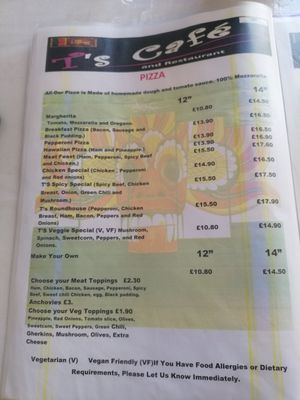 T's Café
and Restaurant
PIZZA
All Our Pizza is Made of homemade dough and tomato sauce. 100% Mozzarella
12" 14"
Margherita £10.80 £14.50
Tomato, Mozzarella and Oregano.
Breakfast Pizza (Bacon, Sausage and £13.90 £16.50
Black Pudding.)
Pepperoni Pizza £13.90 £16.50
Hawaiian Pizza (Ham and Pineapple.) £13.90 £16.50
Meat Feast (Ham, Pepperoni, Spicy Beef £15.50 £17.60
and Chicken.)
Chicken Special (Chicken, Pepperoni £14.90 £16.50
and Red onions)
T'S Spicy Special (Spicy Beef, Chicken £15.50
Breast, Onion, Green Chili and
Mushroom.)
T's Roundhouse (Pepperoni, Chicken £15.50 £17.90
Breast, Ham, Bacon, Peppers and Red
Onions)
T'S Veggie Special (V, VF) Mushroom, £10.80 £14.90
Spinach, Sweetcorn, Peppers, and Red
Onions.
12" 14"
Make Your Own £10.80 £14.50
Choose your Meat Toppings £2.30
Ham, Chicken, Bacon, Sausage, Pepperoni, Spicy
Beef, Sweet chili Chicken, egg, Black pudding.
Anchovies £3.
Choose your Veg Toppings £1.90
Pineapple, Red Onions, Tomato slice, Olives,
Sweetcorn, Sweet Peppers, Green Chili,
Gherkins, Mushroom, Olives, Extra
Cheese
Vegetarian (V) Vegan Friendly (VF)If You Have Food Allergies or Dietary
Requirements, Please Let Us Know Immediately.